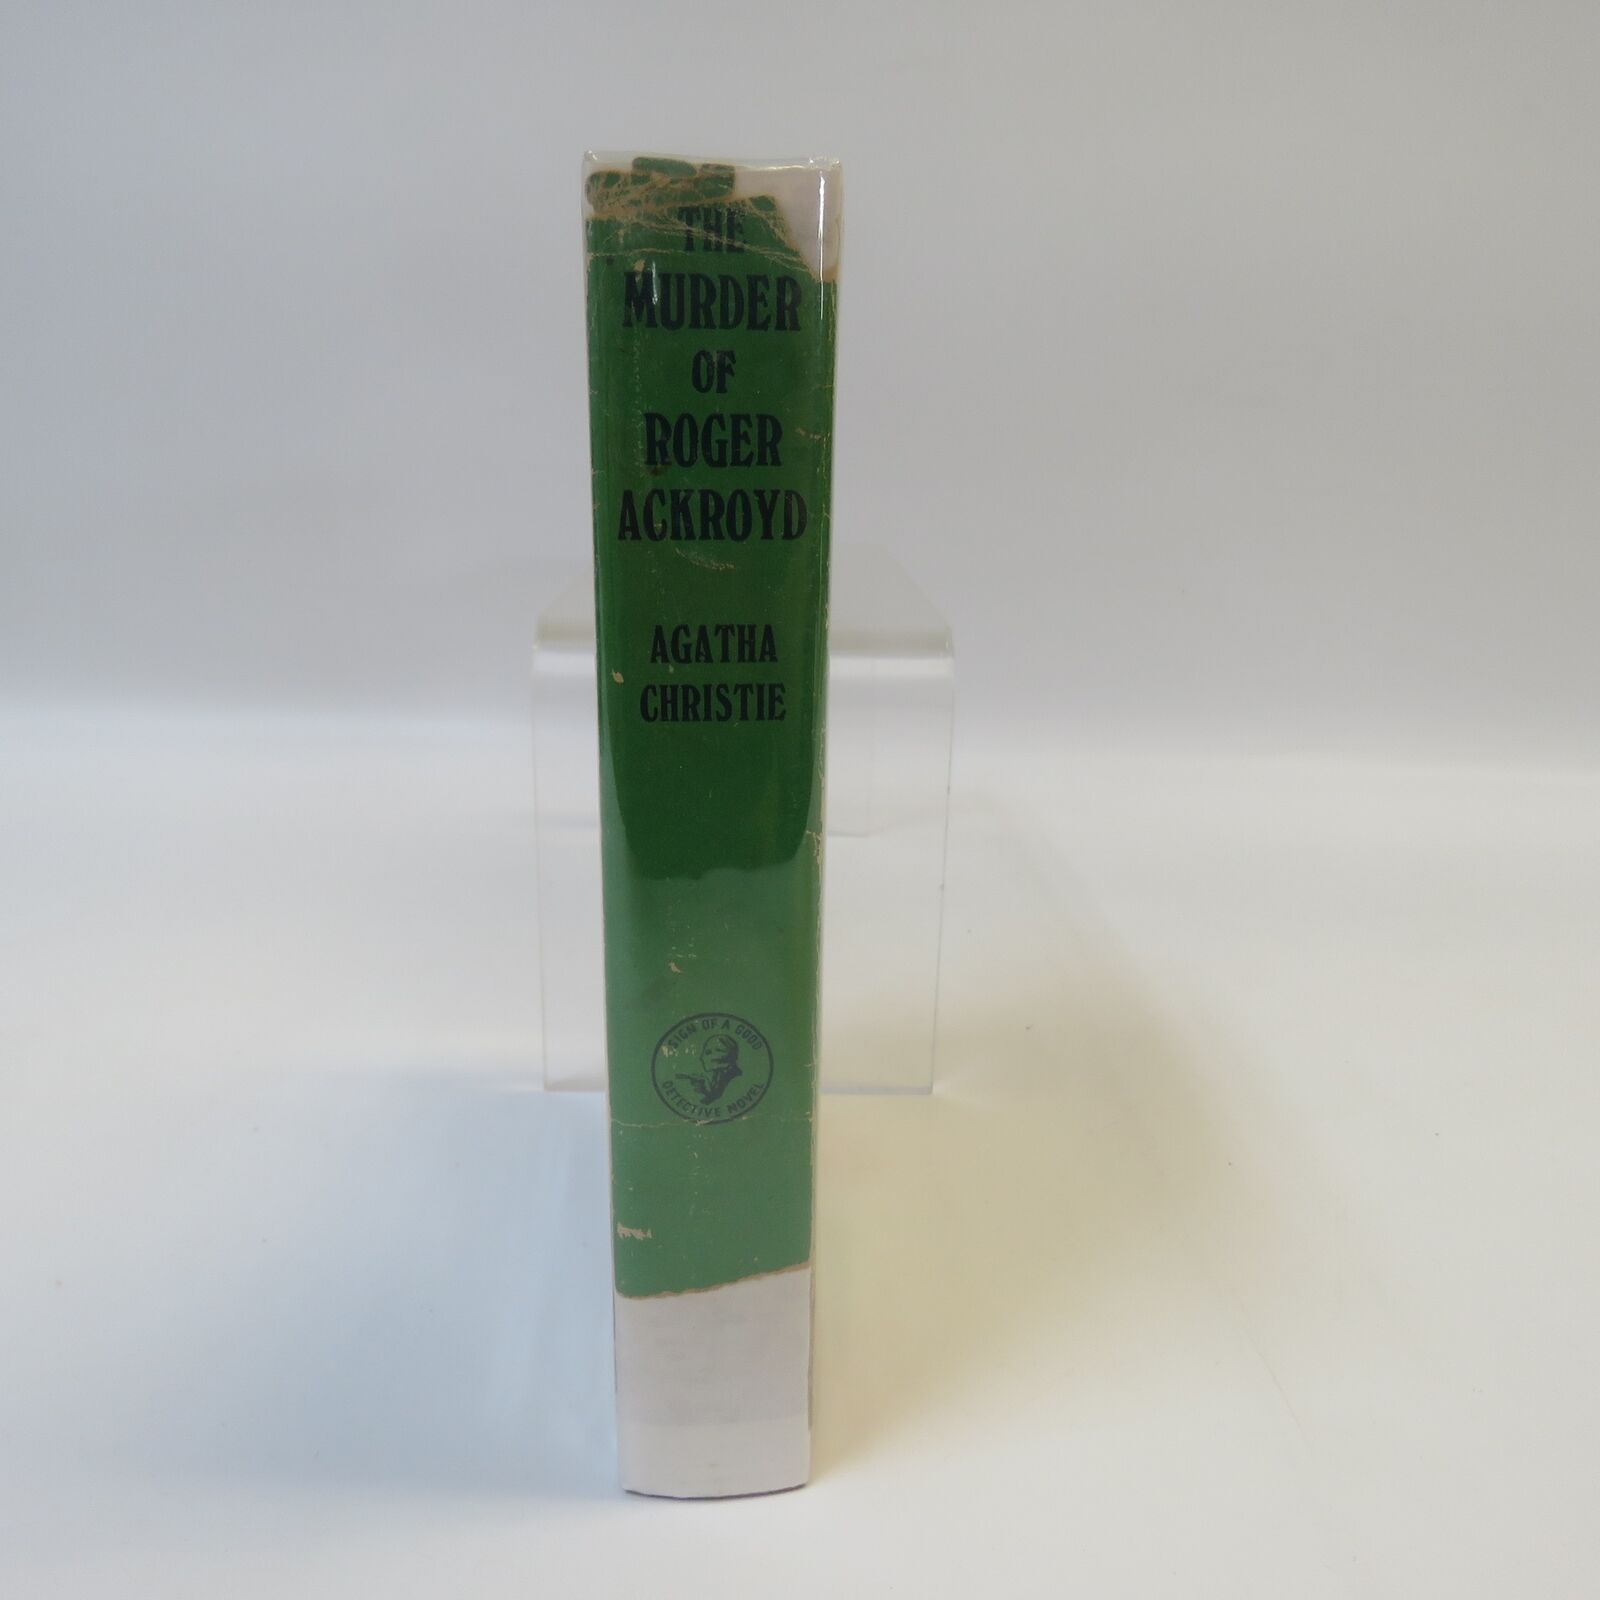 THE
MURDER
OF
ROGER
ACKROYD
AGATHA
CHRISTIE
SIGN OF A GOOD
DETECTIVE NOVEL